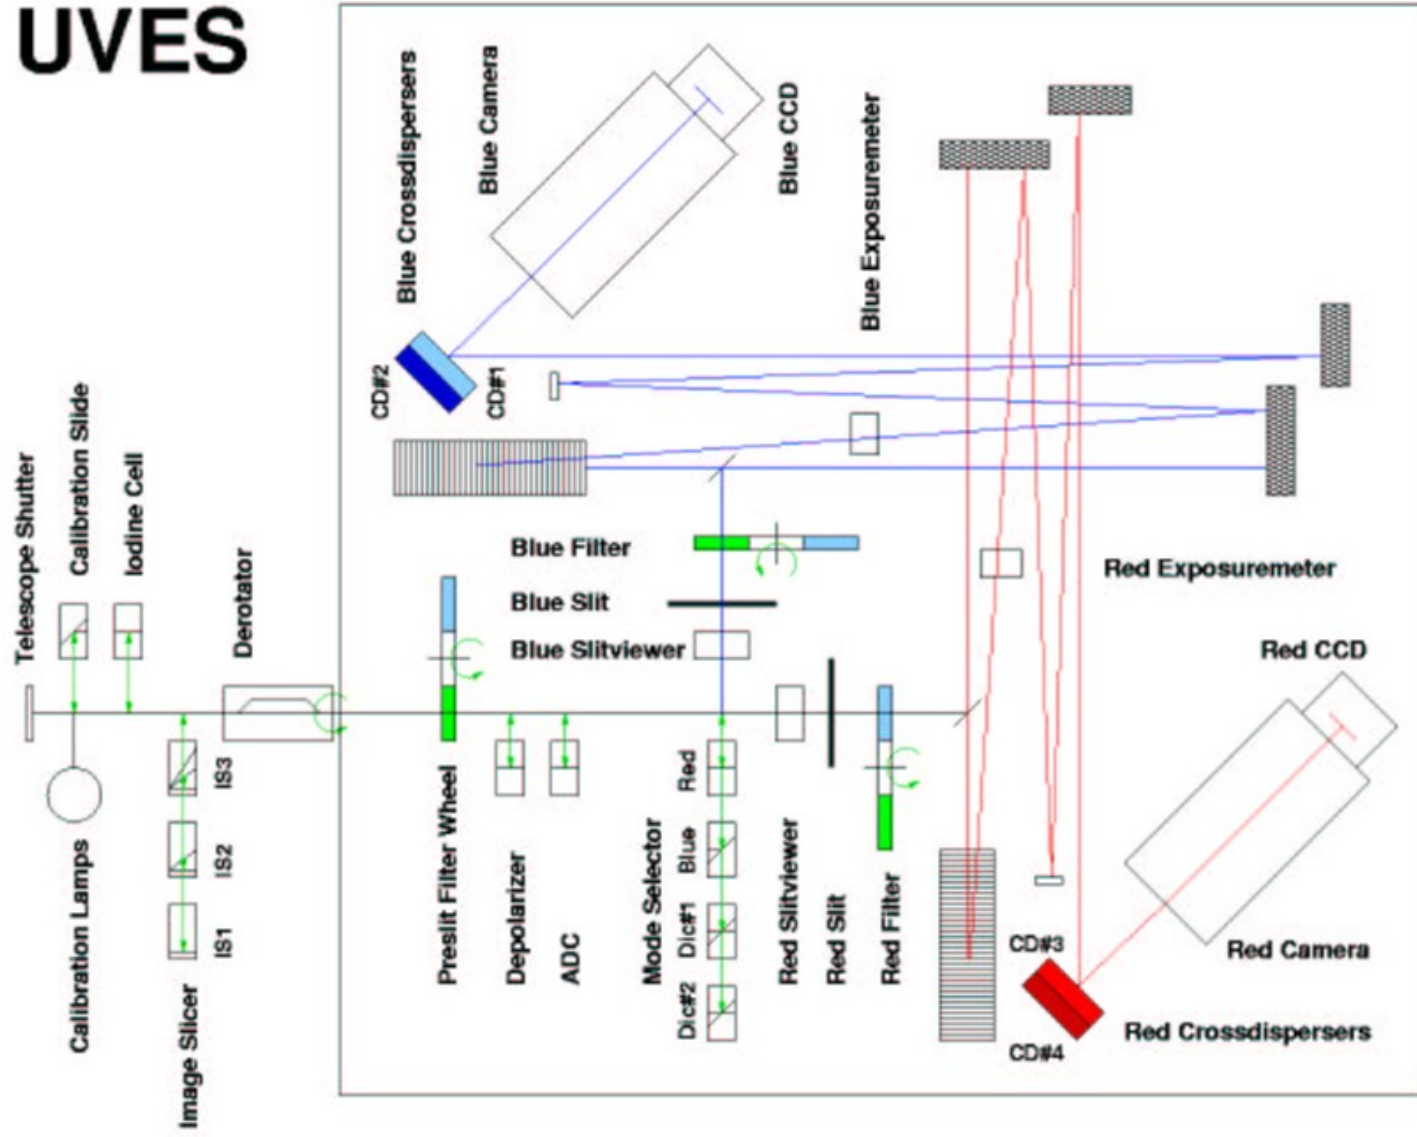 UVES
Telescope Shutter
Calibration Slide
Iodine Cell
Derotator
Calibration Lamps
Image Slicer
IS1
IS2
IS3
Blue Crossdispersers
Blue Camera
Blue CCD
Blue Exposuremeter
CD#2
CD#1
Blue Filter
Blue Slit
Blue Slitviewer
Preslit Filter Wheel
Depolarizer
ADC
Mode Selector
Red
Blue
Dic#1
Dic#2
Red Slitviewer
Red Slit
Red Filter
Red Exposuremeter
Red CCD
Red Camera
CD#3
Red Crossdispersers
CD#4